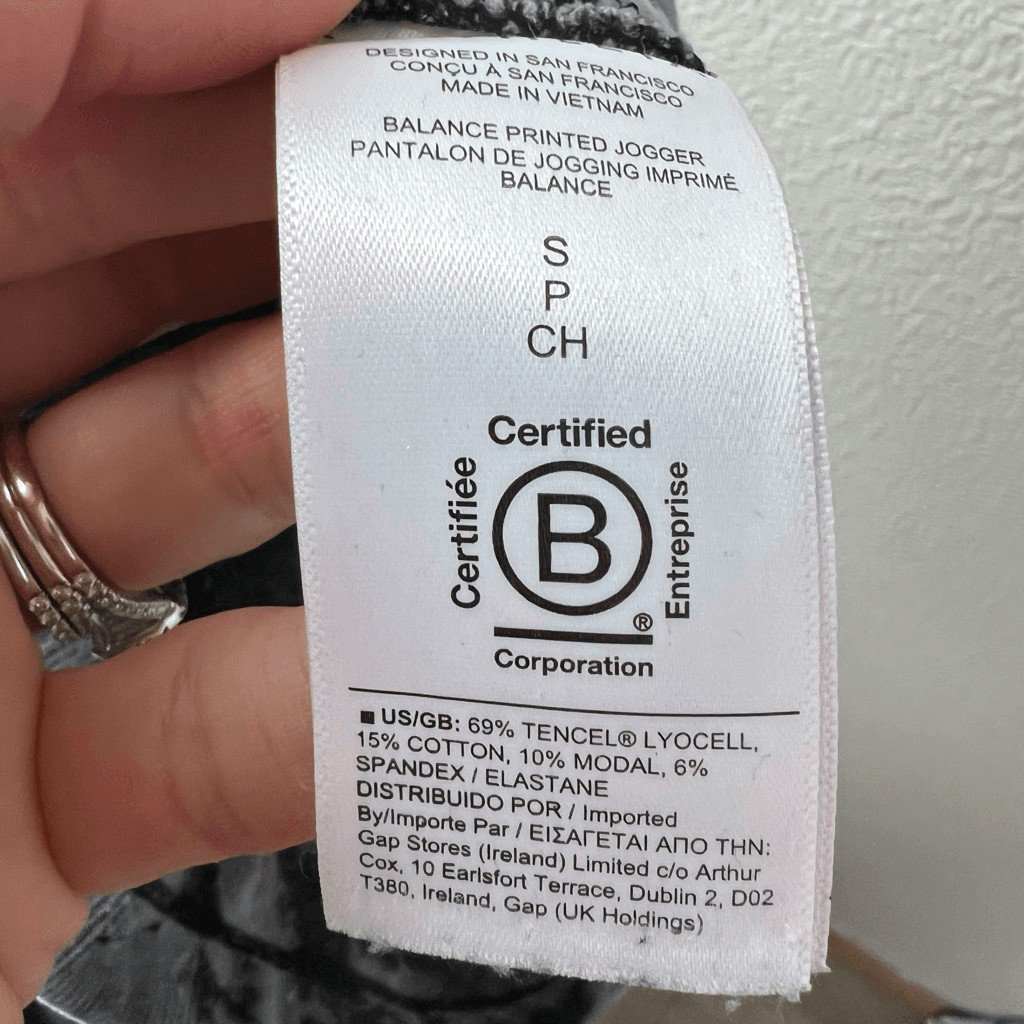 DESIGNED IN SAN FRANCISCO
CONÇU À SAN FRANCISCO
MADE IN VIETNAM
BALANCE PRINTED JOGGER
PANTALON DE JOGGING IMPRIMÉ
BALANCE
S
P
CH
Certified
Certifiée
B
Entreprise
®
Corporation
US/GB: 69% TENCEL® LYOCELL,
15% COTTON, 10% MODAL, 6%
SPANDEX / ELASTANE
DISTRIBUIDO POR / Imported
By/Importe Par / ΕΙΣΑΓΕΤΑΙ ΑΠΟ ΤΗΝ:
Gap Stores (Ireland) Limited c/o Arthur
Cox, 10 Earlsfort Terrace, Dublin 2, D02
T380, Ireland, Gap (UK Holdings)